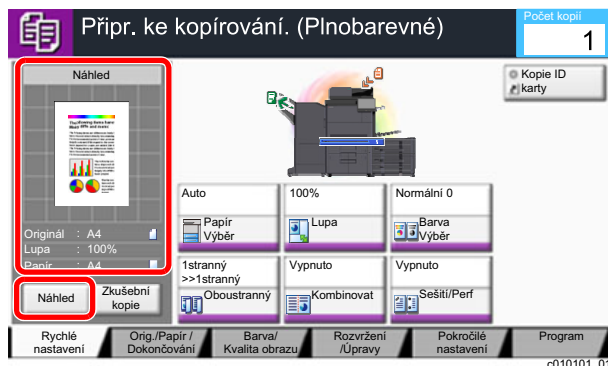 Připr. ke kopírování. (Plnobarevné)
Počet kopií
1
Náhled
Originál : A4
Lupa : 100%
Papír : A4
Náhled
Zkušební
kopie
Kopie ID
karty
1
Auto
Papír
Výběr
100%
Lupa
Normální 0
Barva
Výběr
1stranný
>>1stranný
Oboustranný
Vypnuto
Kombinovat
Vypnuto
Sešití/Perf
Rychlé
nastavení
Orig./Papír /
Dokončování
Barva/
Kvalita obrazu
Rozvržení
/Úpravy
Pokročilé
nastavení
Program